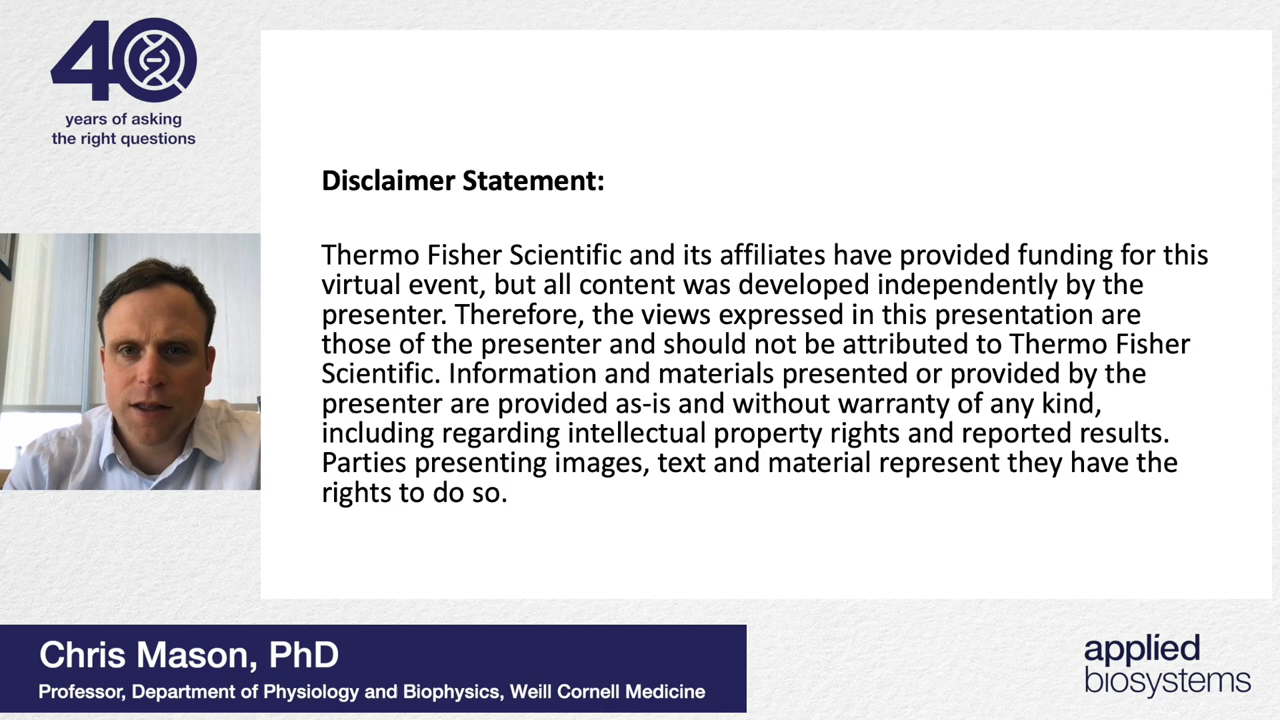 40
years of asking
the right questions
Disclaimer Statement:
Thermo Fisher Scientific and its affiliates have provided funding for this
virtual event, but all content was developed independently by the
presenter. Therefore, the views expressed in this presentation are
those of the presenter and should not be attributed to Thermo Fisher
Scientific. Information and materials presented or provided by the
presenter are provided as-is and without warranty of any kind,
including regarding intellectual property rights and reported results.
Parties presenting images, text and material represent they have the
rights to do so.
Chris Mason, PhD
Professor, Department of Physiology and Biophysics, Weill Cornell Medicine
applied
biosystems